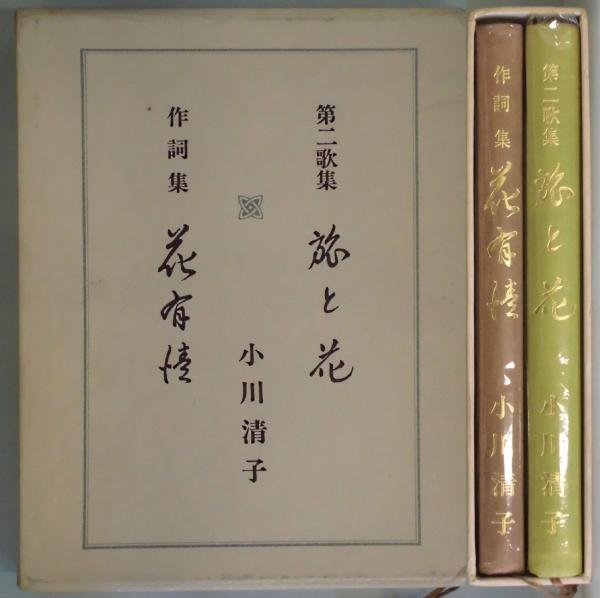 第二歌集 旅と花
作詞集 花有情
小川清子
第二歌集 旅と花 小川清子
作詞集 花有情 小川清子